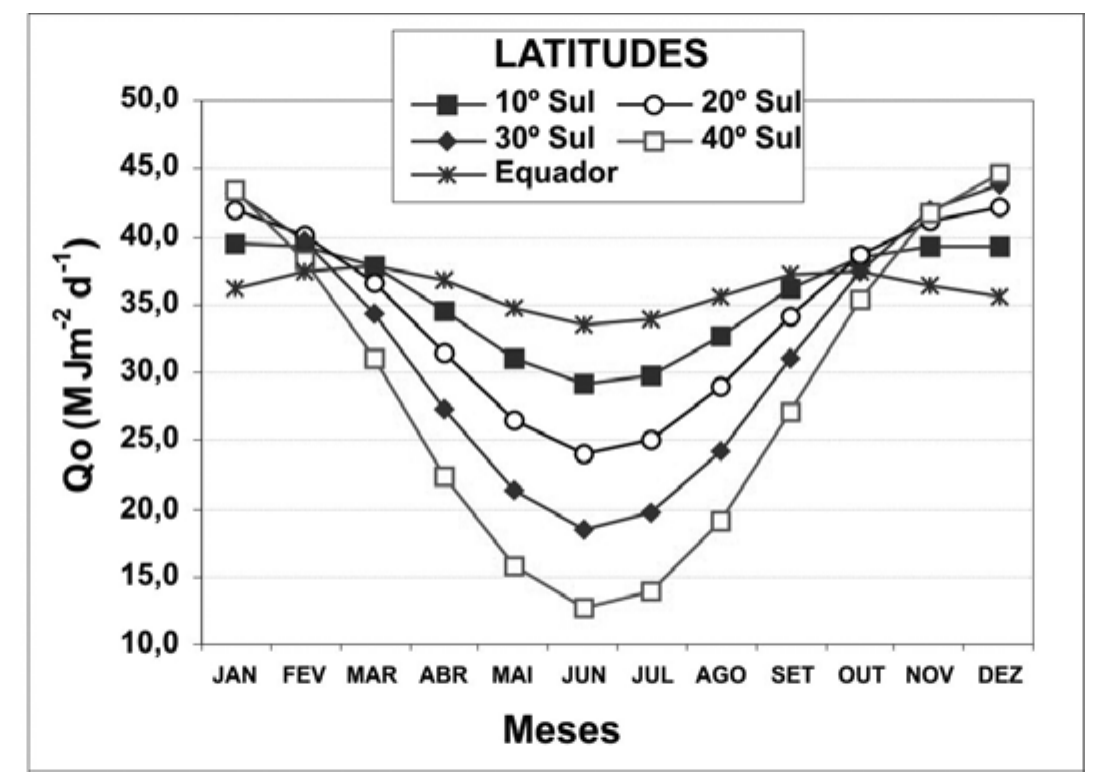 LATITUDES
10º Sul 20º Sul
30º Sul 40º Sul
Equador
50,0
45,0
40,0
35,0
30,0
25,0
20,0
15,0
10,0
Qo (MJm-2 d-1)
JAN FEV MAR ABR MAI JUN JUL AGO SET OUT NOV DEZ
Meses